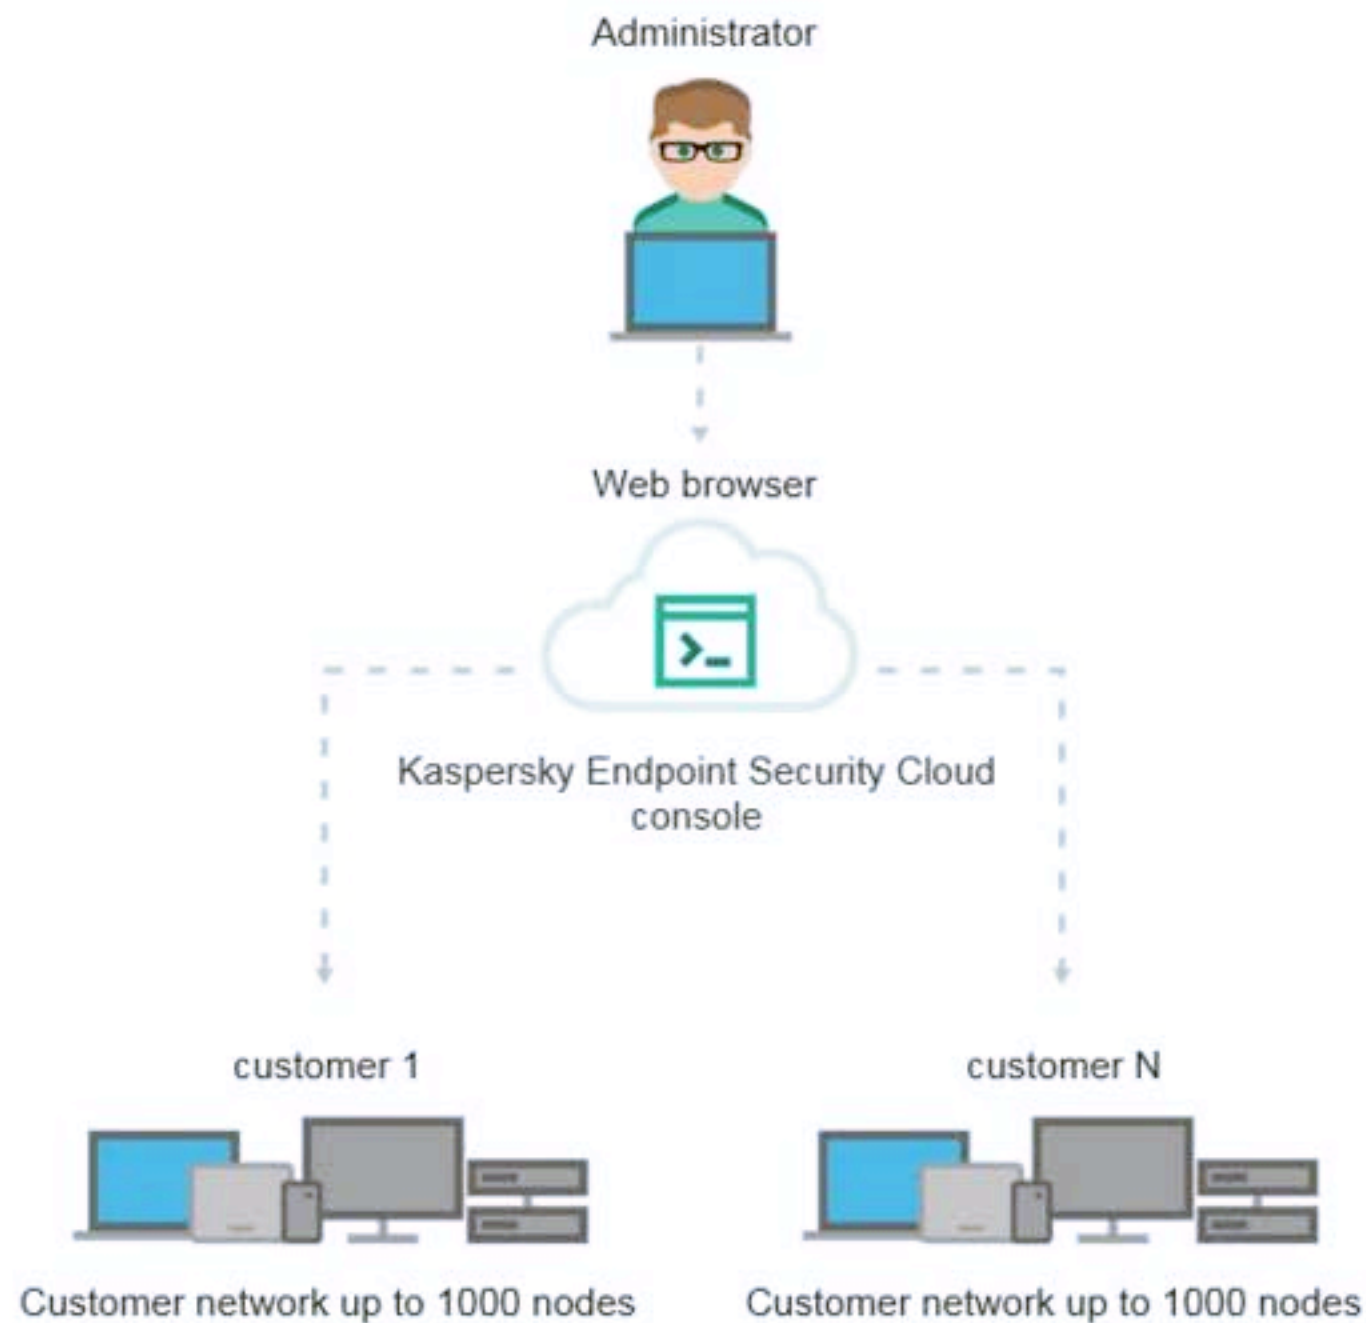 Administrator
Web browser
Kaspersky Endpoint Security Cloud
console
customer 1
customer N
Customer network up to 1000 nodes
Customer network up to 1000 nodes